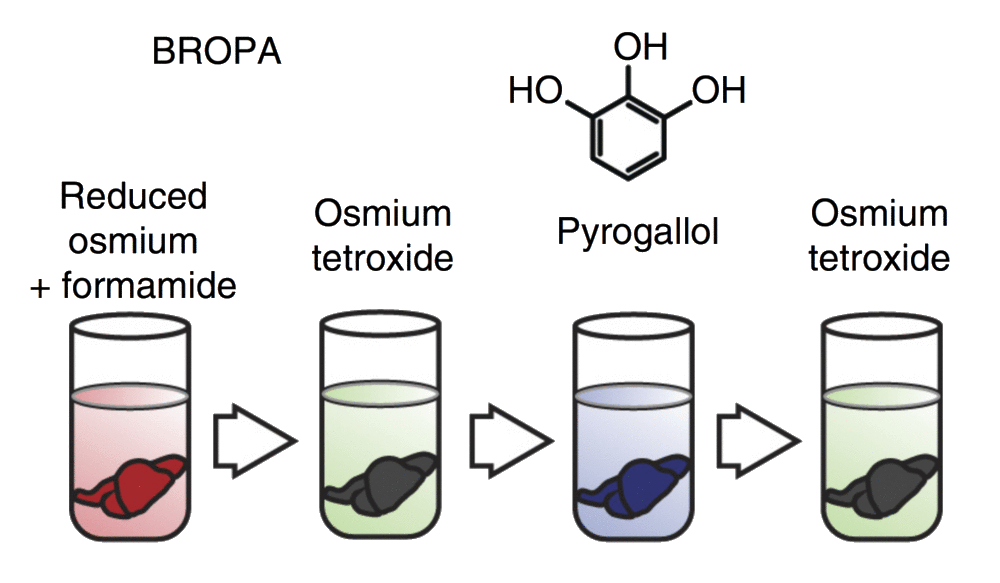 BROPA
OH
HO
OH
Reduced
osmium
+ formamide
Osmium
tetroxide
Pyrogallol
Osmium
tetroxide